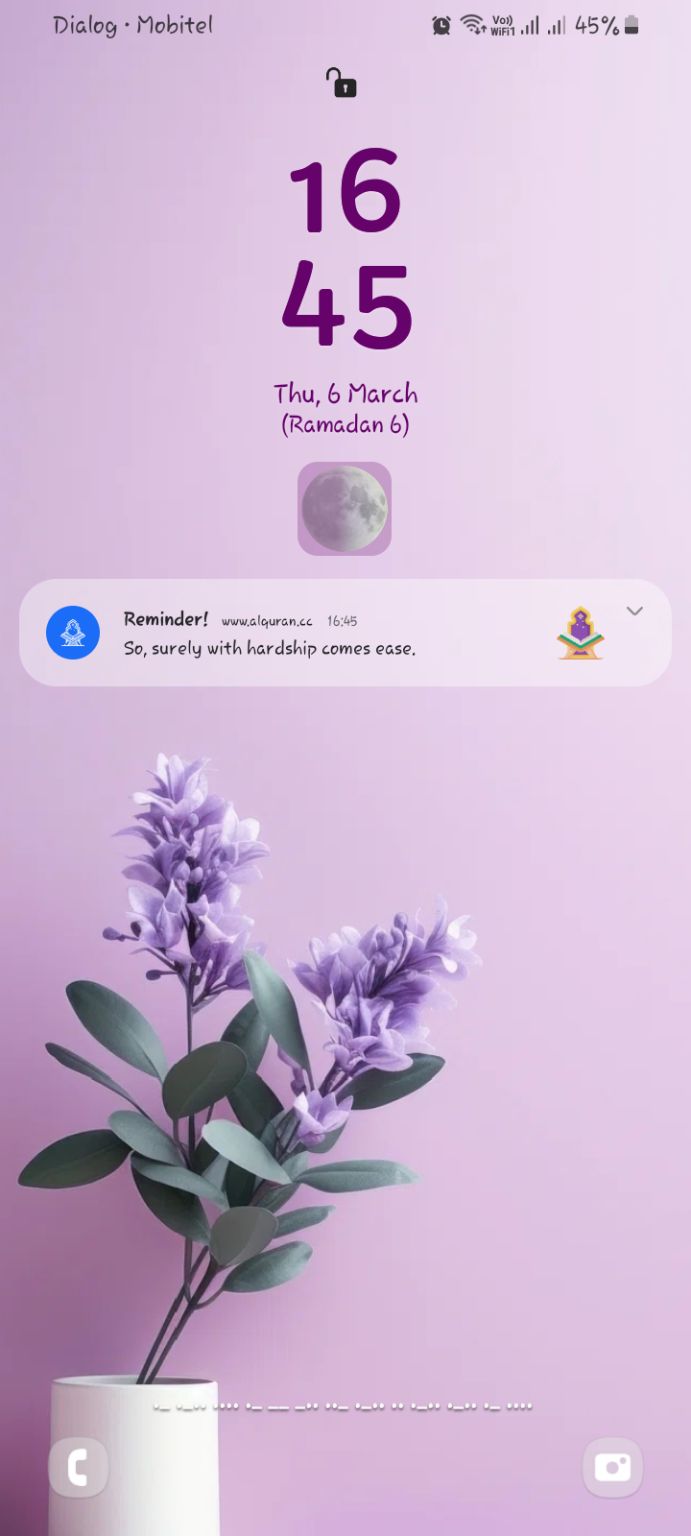 Dialog · Mobitel
Vo)) WiFi1 45%
16
45
Thu, 6 March
(Ramadan 6)
Reminder! www.alquran.cc 16:45
So, surely with hardship comes ease.
·– ·–·· ···· ·– –– –·· ··– ·–·· ·· ·–·· ·–·· ·– ····